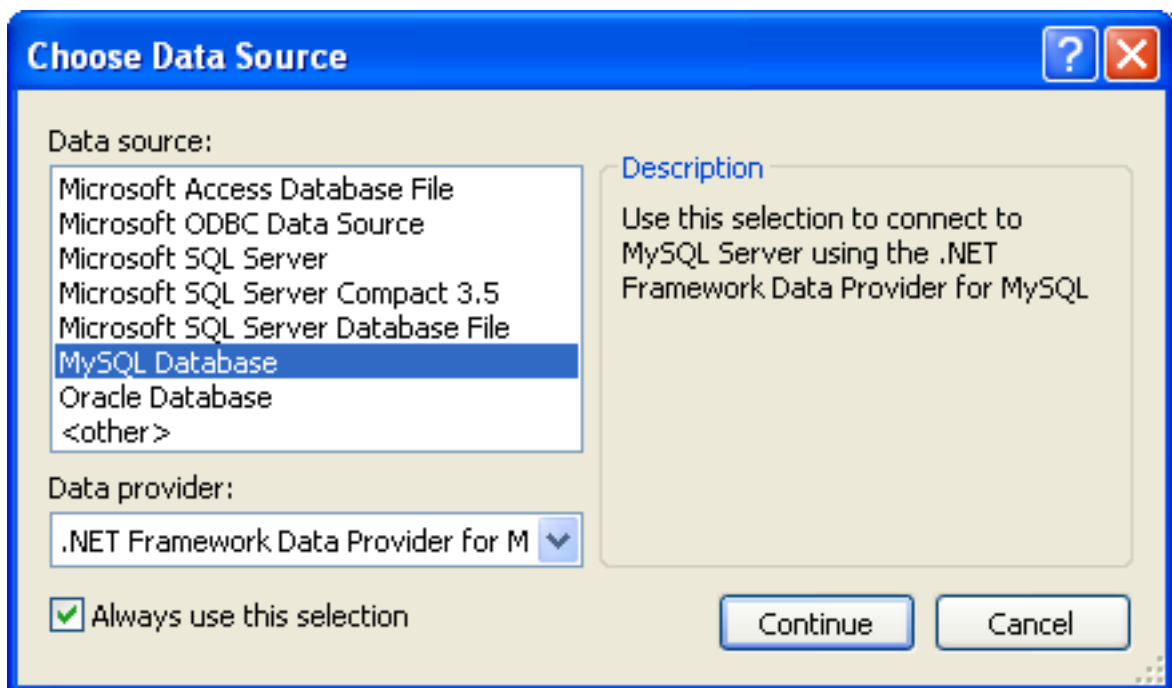 Choose Data Source
?
Data source:
Microsoft Access Database File
Microsoft ODBC Data Source
Microsoft SQL Server
Microsoft SQL Server Compact 3.5
Microsoft SQL Server Database File
MySQL Database
Oracle Database
<other>
Description
Use this selection to connect to
MySQL Server using the .NET
Framework Data Provider for MySQL
Data provider:
.NET Framework Data Provider for M
Always use this selection
Continue
Cancel